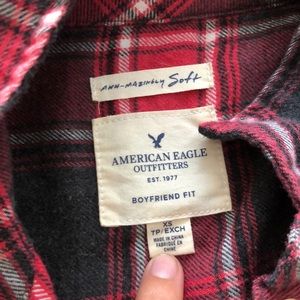 AHH-MAZINGLY Soft
AMERICAN EAGLE
OUTFITTERS
EST. 1977
BOYFRIEND FIT
XS
TP/EXCH
MADE IN CHINA
FABRIQUÉ EN
CHINE